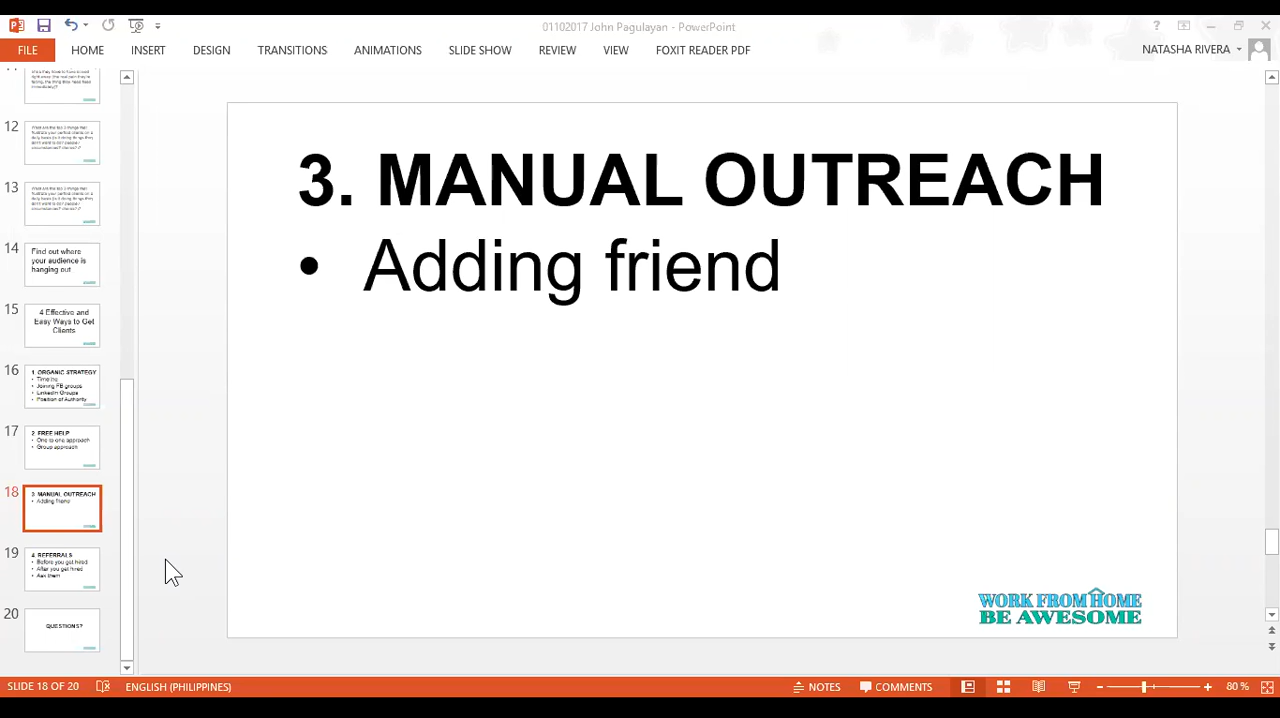 01102017 John Pagulayan - PowerPoint
?
FILE
HOME
INSERT
DESIGN
TRANSITIONS
ANIMATIONS
SLIDE SHOW
REVIEW
VIEW
FOXIT READER PDF
NATASHA RIVERA
12
13
14
Find out where
your audience is
hanging out
15
4 Effective and
Easy Ways to Get
Clients
16
1. ORGANIC STRATEGY
• Timeline
• Joining FB groups
• LinkedIn Groups
• Position of Authority
17
2. FREE HELP
• One to one approach
• Group approach
18
3. MANUAL OUTREACH
• Adding friend
19
4. REFERRALS
• Before you get hired
• After you get hired
• Ask them
20
QUESTIONS?
3. MANUAL OUTREACH
• Adding friend
WORK FROM HOME
BE AWESOME
SLIDE 18 OF 20
ENGLISH (PHILIPPINES)
NOTES
COMMENTS
80 %